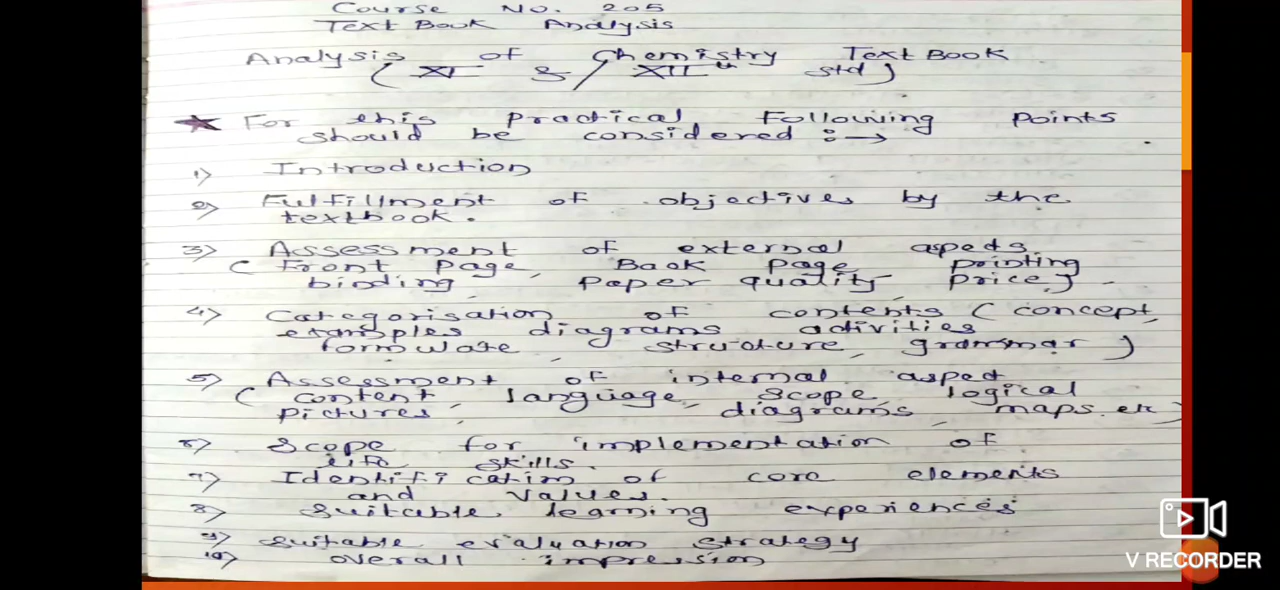 Course No. 205
Text Book Analysis
Analysis of Chemistry Text Book
( XI & XIIth std )
★ For this practical following points
should be considered :→
1) Introduction
2) Fulfillment of objectives by the
textbook.
3) Assessment of external aspects
( Front Page, Back Page printing
binding, Paper quality, Price )
4) Categorisation of contents ( concept,
examples diagrams activities
formulae, structure, grammar )
5) Assessment of internal aspect
( content, language, scope, logical
pictures, diagrams, maps. etc )
6) Scope for implementation of
life skills.
7) Identification of core elements
and values.
8) Suitable learning experiences
9) Suitable evaluation strategy
10) overall impression
V RECORDER